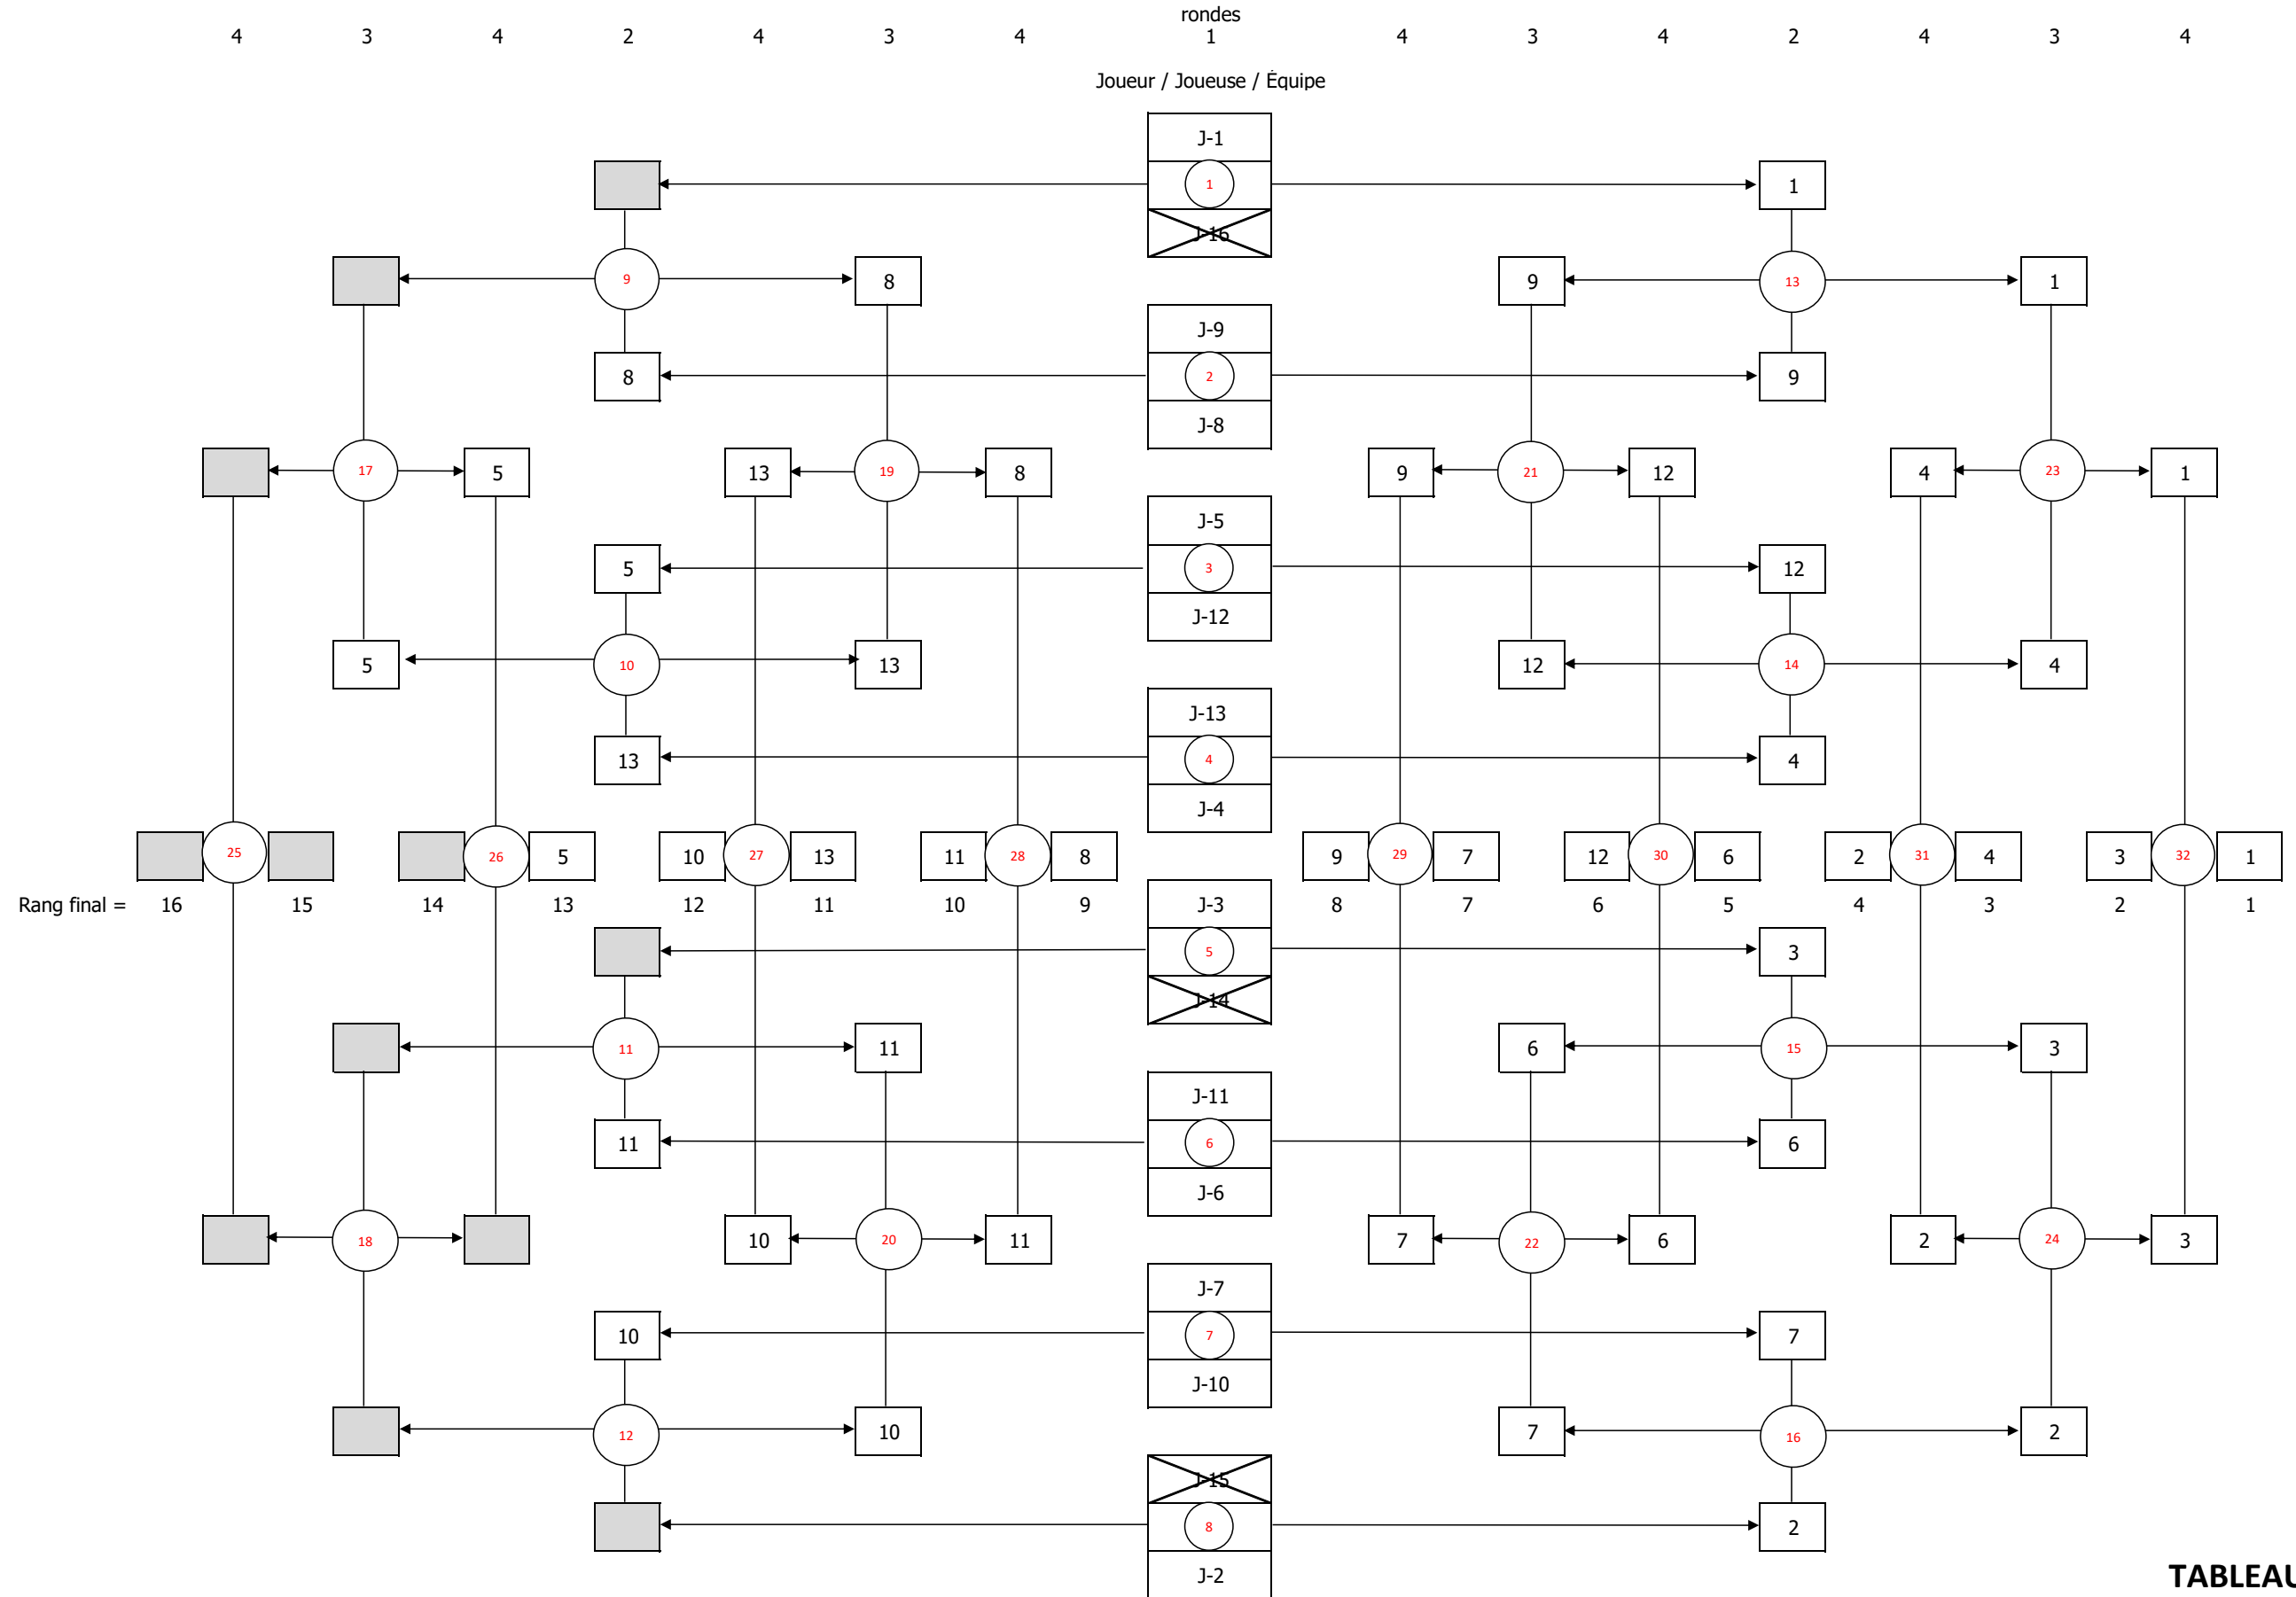 rondes
4 3 4 2 4 3 4 1 4 3 4 2 4 3 4
Joueur / Joueuse / Équipe
J-1
1 1
J-16
9 8 9 13 1
J-9
8 2 9
J-8
17 5 13 19 8 9 21 12 4 23 1
J-5
5 3 12
J-12
5 10 13 12 14 4
J-13
13 4 4
J-4
25 26 5 10 27 13 11 28 8 9 29 7 12 30 6 2 31 4 3 32 1
Rang final = 16 15 14 13 12 11 10 9 J-3 8 7 6 5 4 3 2 1
5 3
J-14
11 11 6 15 3
J-11
11 6 6
J-6
18 10 20 11 7 22 6 2 24 3
J-7
10 7 7
J-10
12 10 7 16 2
J-15
8 2
J-2
TABLEAU